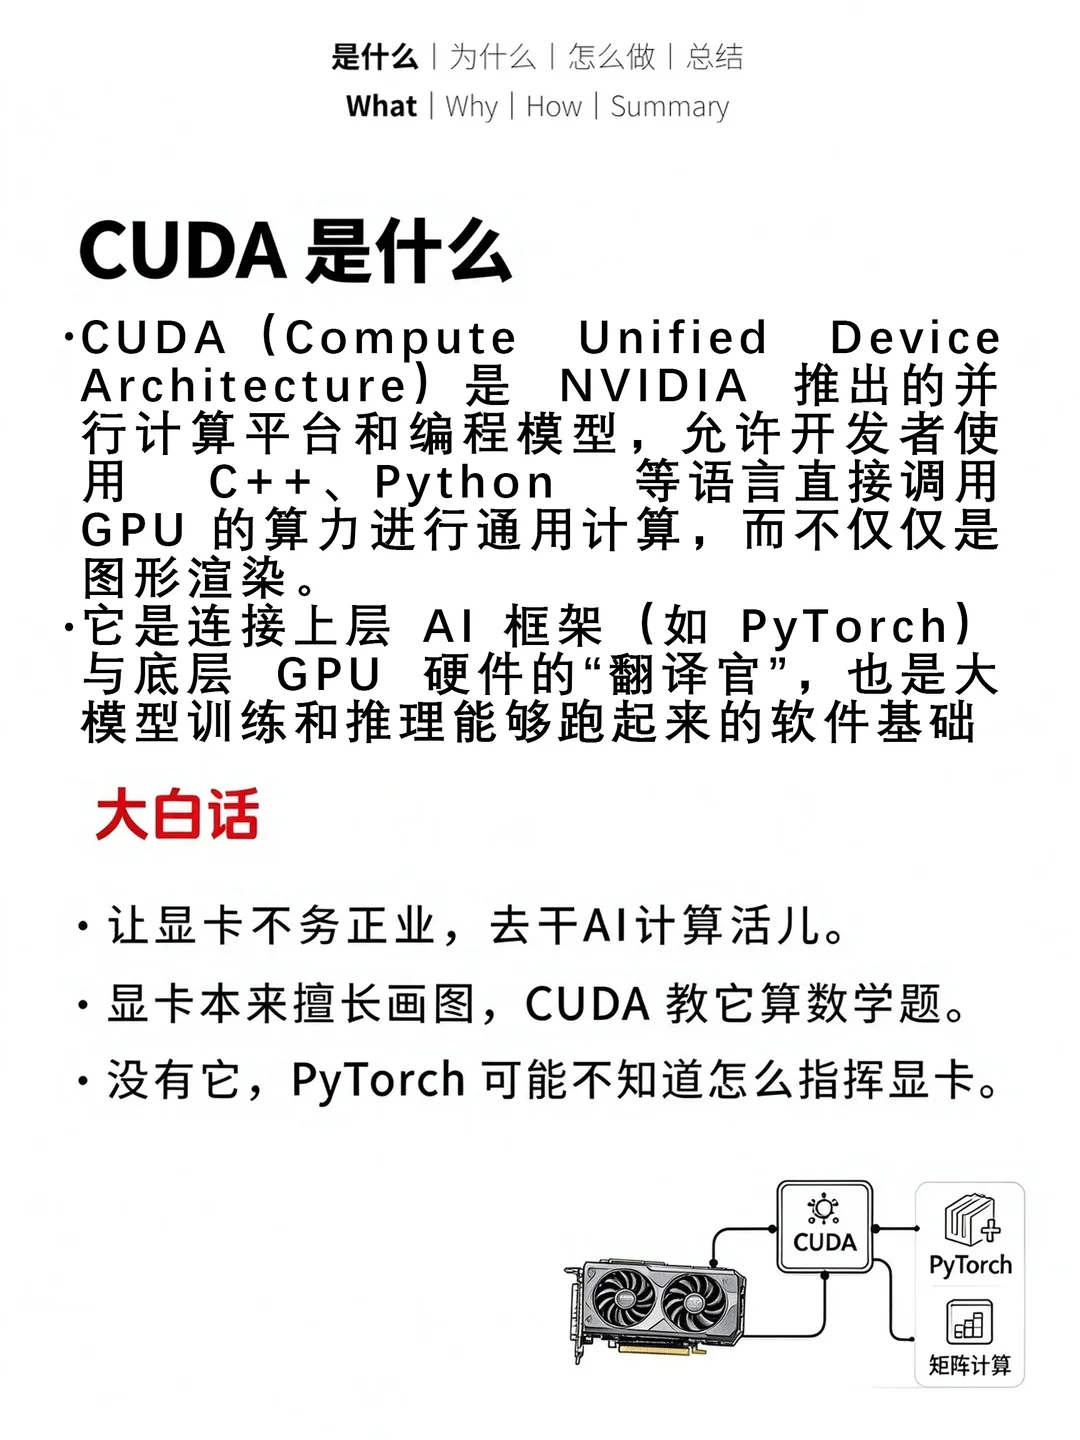 是什么｜为什么｜怎么做｜总结
What｜Why｜How｜Summary
CUDA 是什么
·CUDA（Compute Unified Device
Architecture）是 NVIDIA 推出的并
行计算平台和编程模型，允许开发者使
用 C++、Python 等语言直接调用
GPU 的算力进行通用计算，而不仅仅是
图形渲染。
·它是连接上层 AI 框架（如 PyTorch）
与底层 GPU 硬件的“翻译官”，也是大
模型训练和推理能够跑起来的软件基础
大白话
· 让显卡不务正业，去干AI计算活儿。
· 显卡本来擅长画图，CUDA 教它算数学题。
· 没有它，PyTorch 可能不知道怎么指挥显卡。
CUDA
PyTorch
矩阵计算